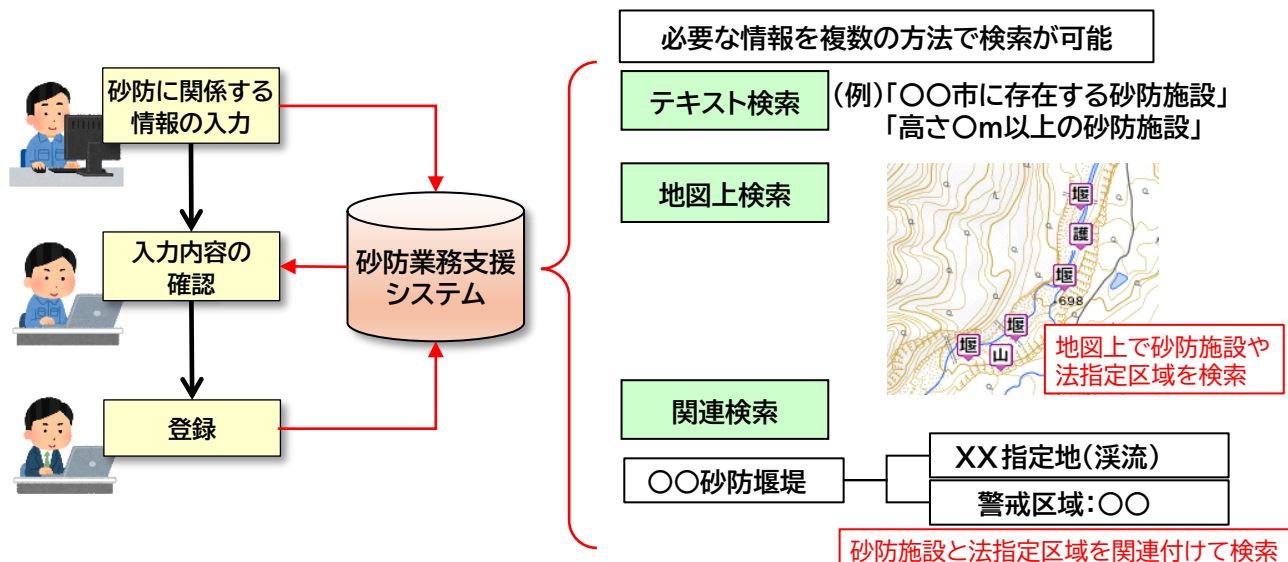 砂防に関係する
情報の入力
入力内容の
確認
登録
砂防業務支援
システム
必要な情報を複数の方法で検索が可能
テキスト検索
(例)「〇〇市に存在する砂防施設」
「高さ〇m以上の砂防施設」
地図上検索
堰
護
堰
・698
堰
堰
山
地図上で砂防施設や
法指定区域を検索
関連検索
〇〇砂防堰堤
XX指定地(渓流)
警戒区域:〇〇
砂防施設と法指定区域を関連付けて検索